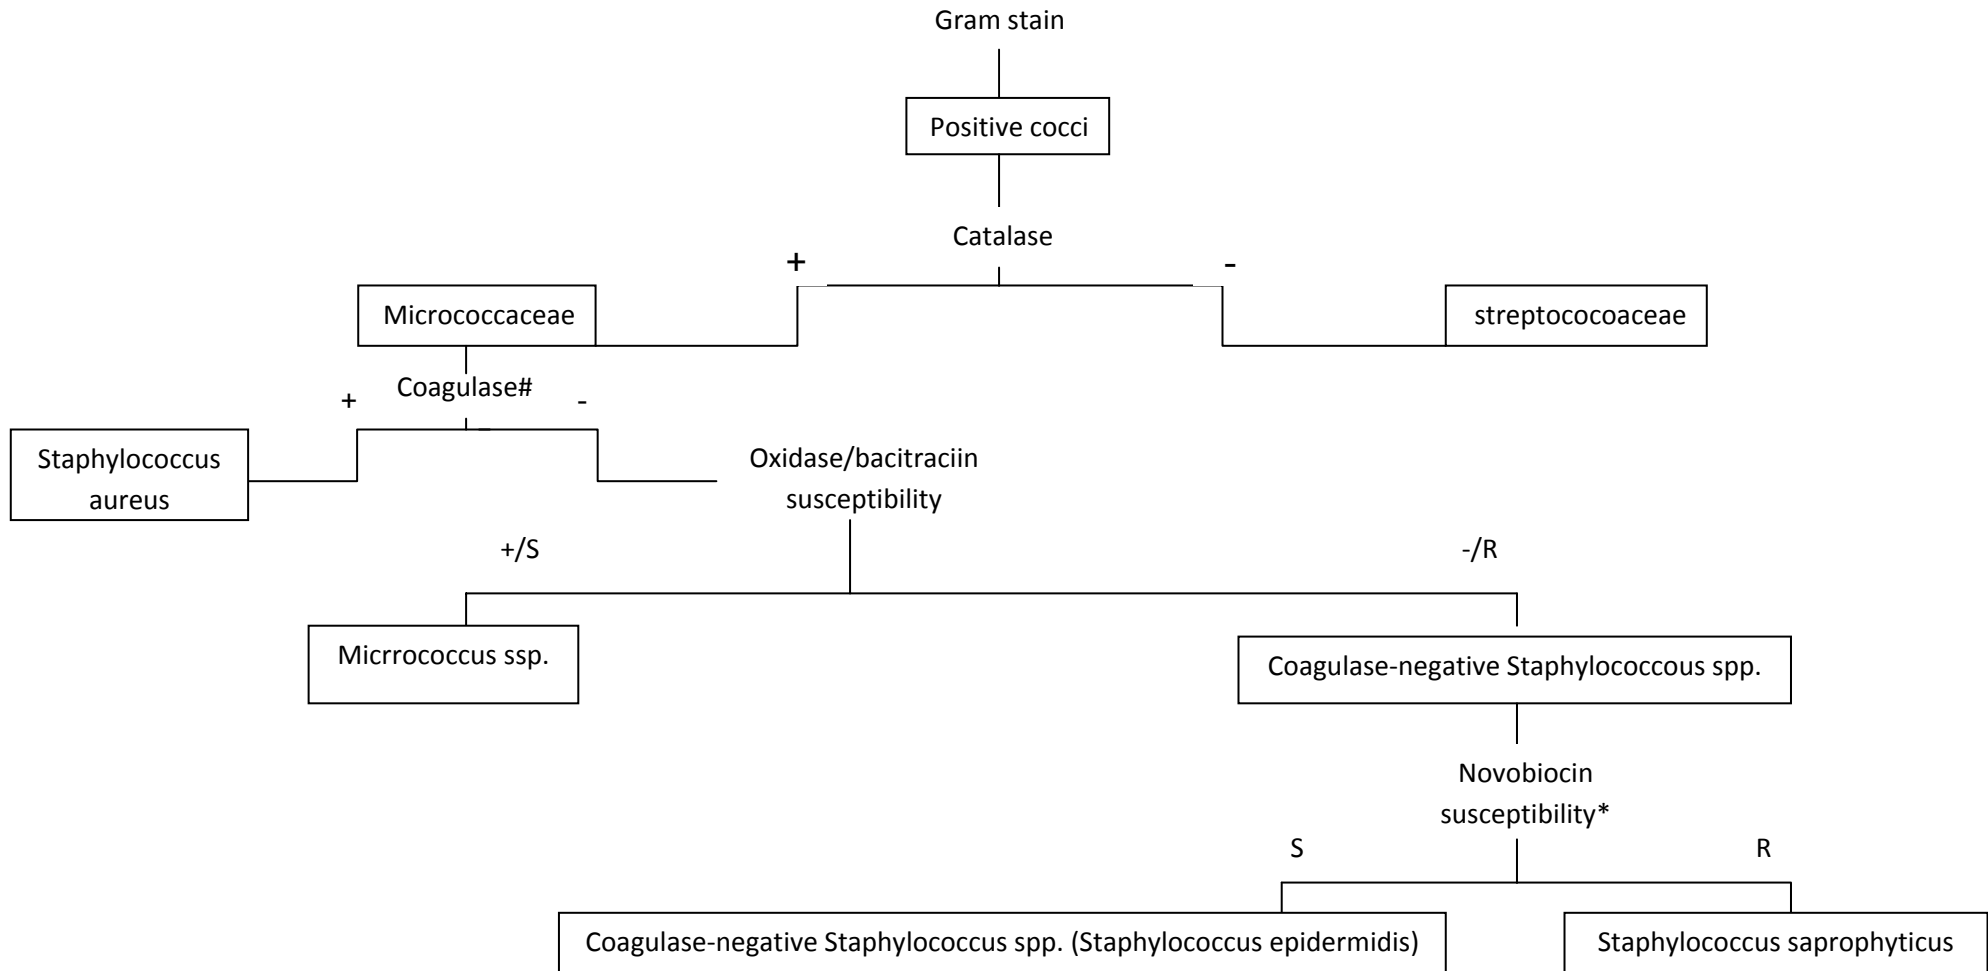 Gram stain
Positive cocci
Catalase
+
-
Micrococcaceae
streptococoaceae
Coagulase#
+
-
Staphylococcus
aureus
Oxidase/bacitraciin
susceptibility
+/S
-/R
Micrrococcus ssp.
Coagulase-negative Staphylococcous spp.
Novobiocin
susceptibility*
S
R
Coagulase-negative Staphylococcus spp. (Staphylococcus epidermidis)
Staphylococcus saprophyticus